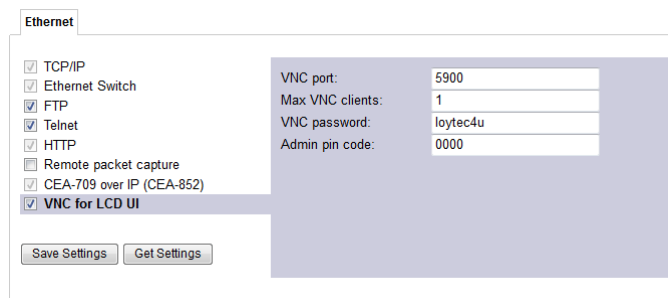 Ethernet
TCP/IP
Ethernet Switch
FTP
Telnet
HTTP
Remote packet capture
CEA-709 over IP (CEA-852)
VNC for LCD UI
VNC port: 5900
Max VNC clients: 1
VNC password: loytec4u
Admin pin code: 0000
Save Settings Get Settings